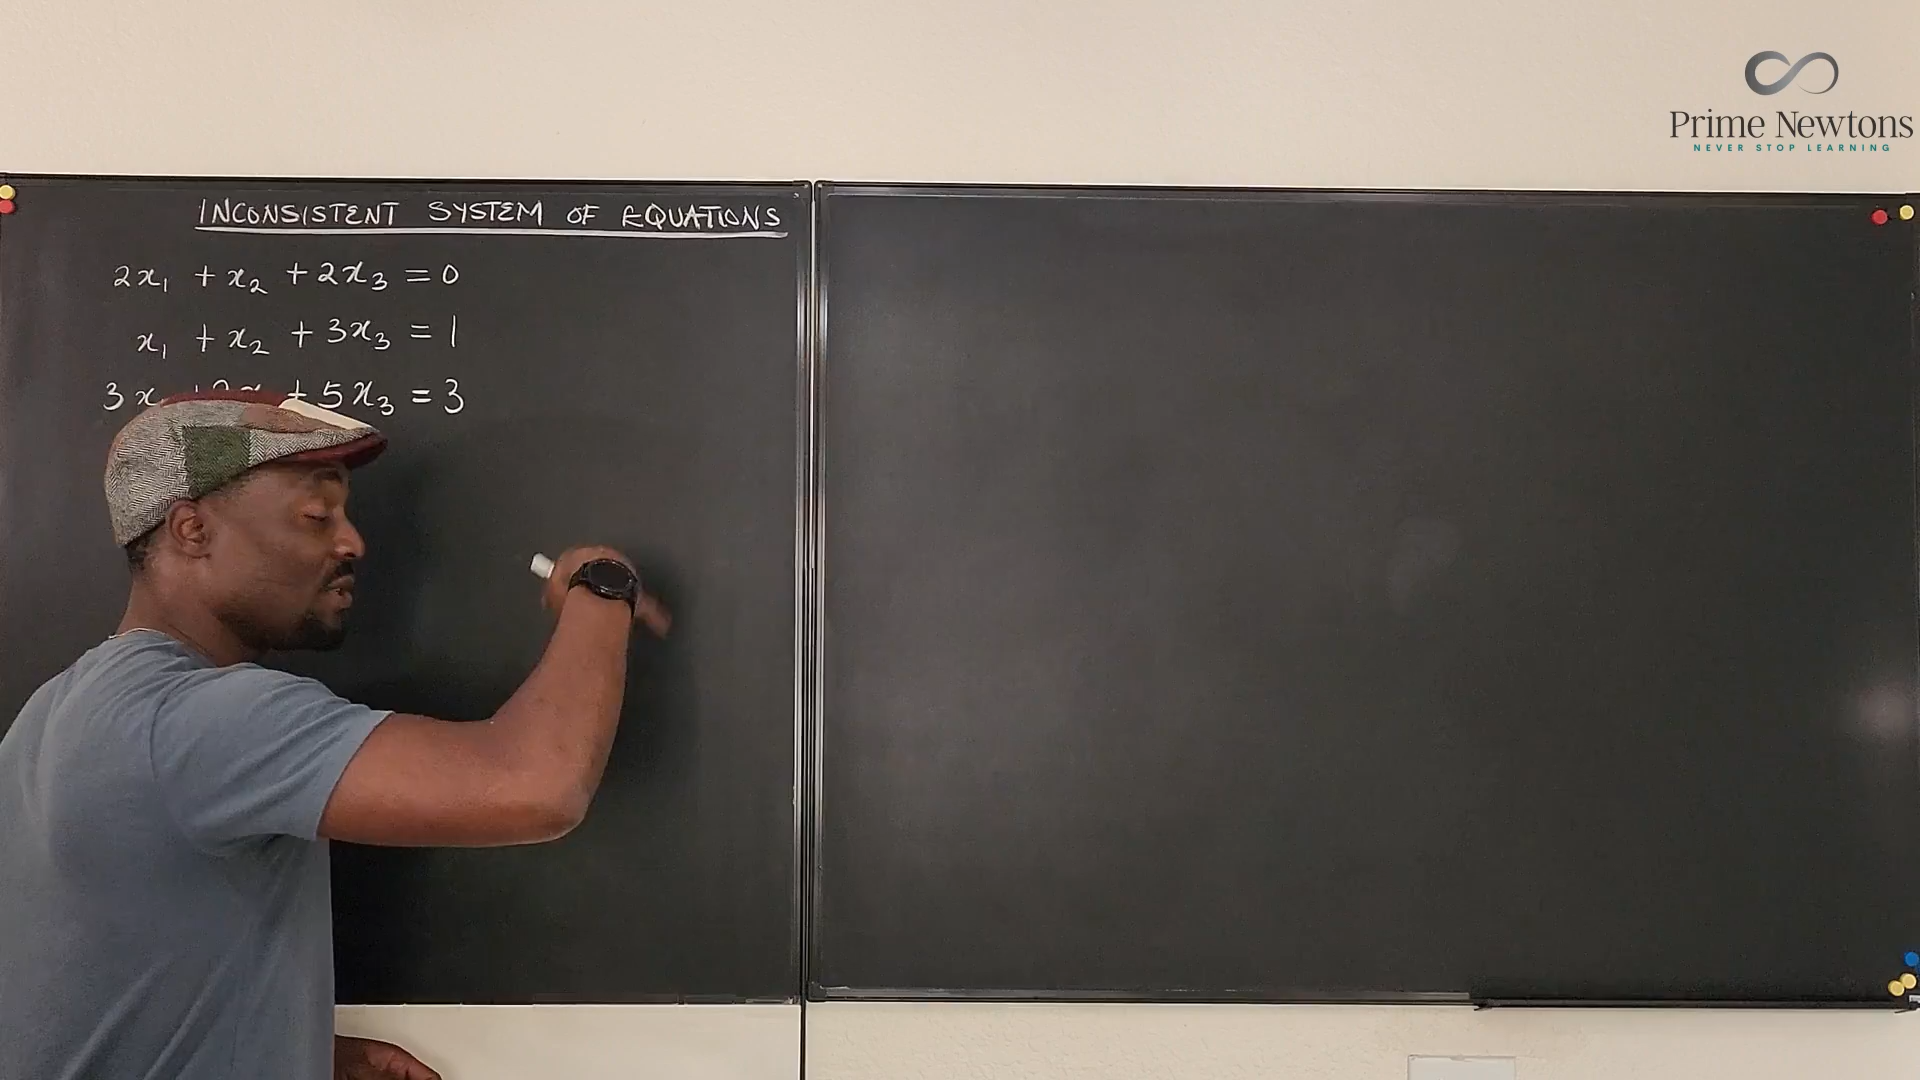 Prime Newtons
NEVER STOP LEARNING
INCONSISTENT SYSTEM OF EQUATIONS
2x₁ + x₂ + 2x₃ = 0
x₁ + x₂ + 3x₃ = 1
3x + 5x₃ = 3